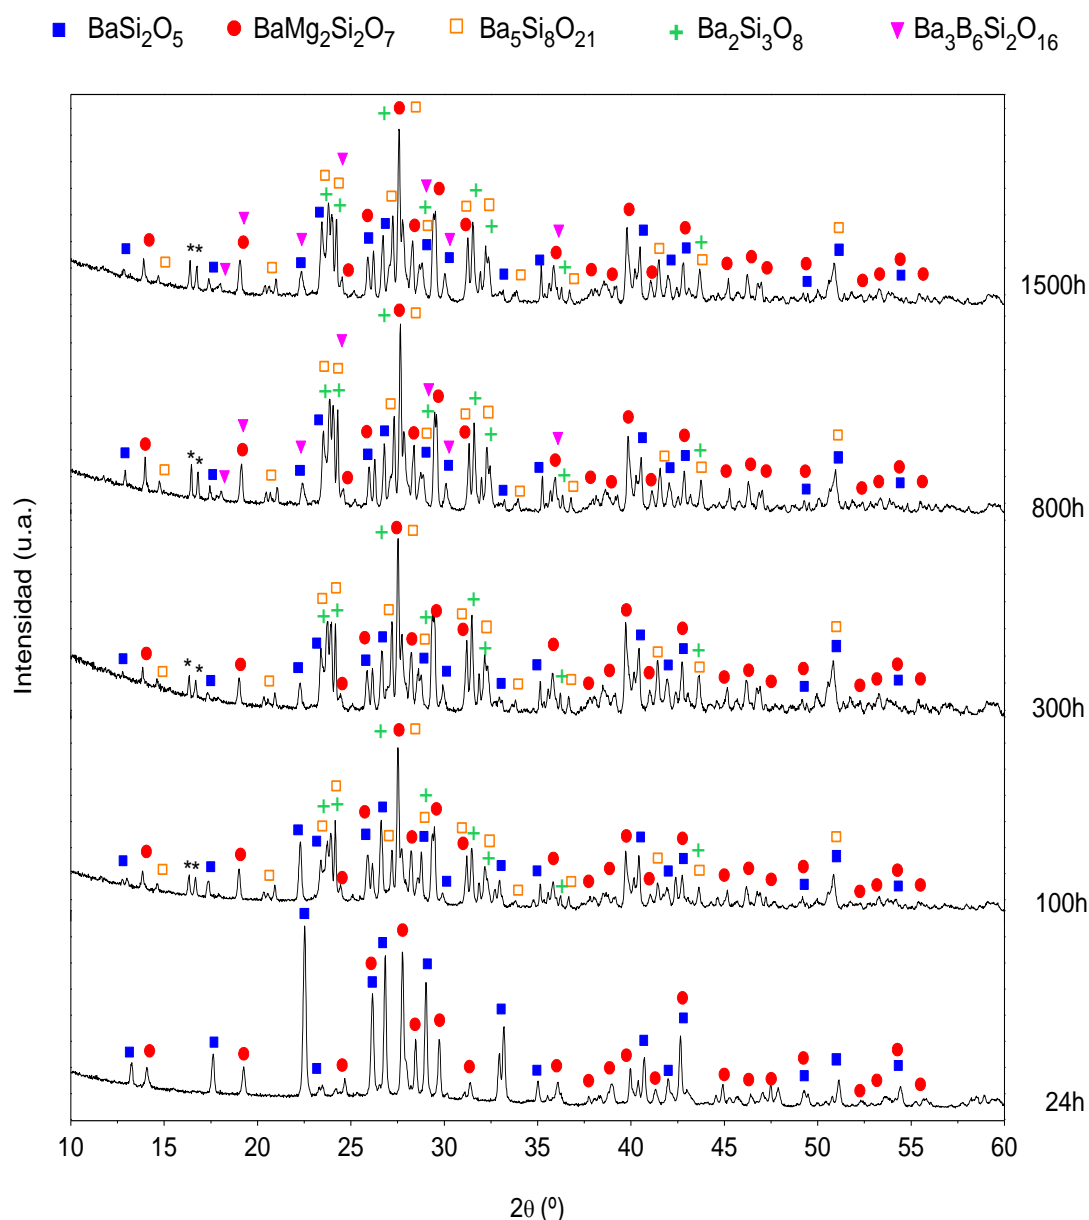 BaSi₂O₅ BaMg₂Si₂O₇ Ba₅Si₈O₂₁ Ba₂Si₃O₈ Ba₃B₆Si₂O₁₆
**
1500h
**
800h
Intensidad (u.a.)
**
300h
**
100h
24h
10 15 20 25 30 35 40 45 50 55 60
2θ (º)